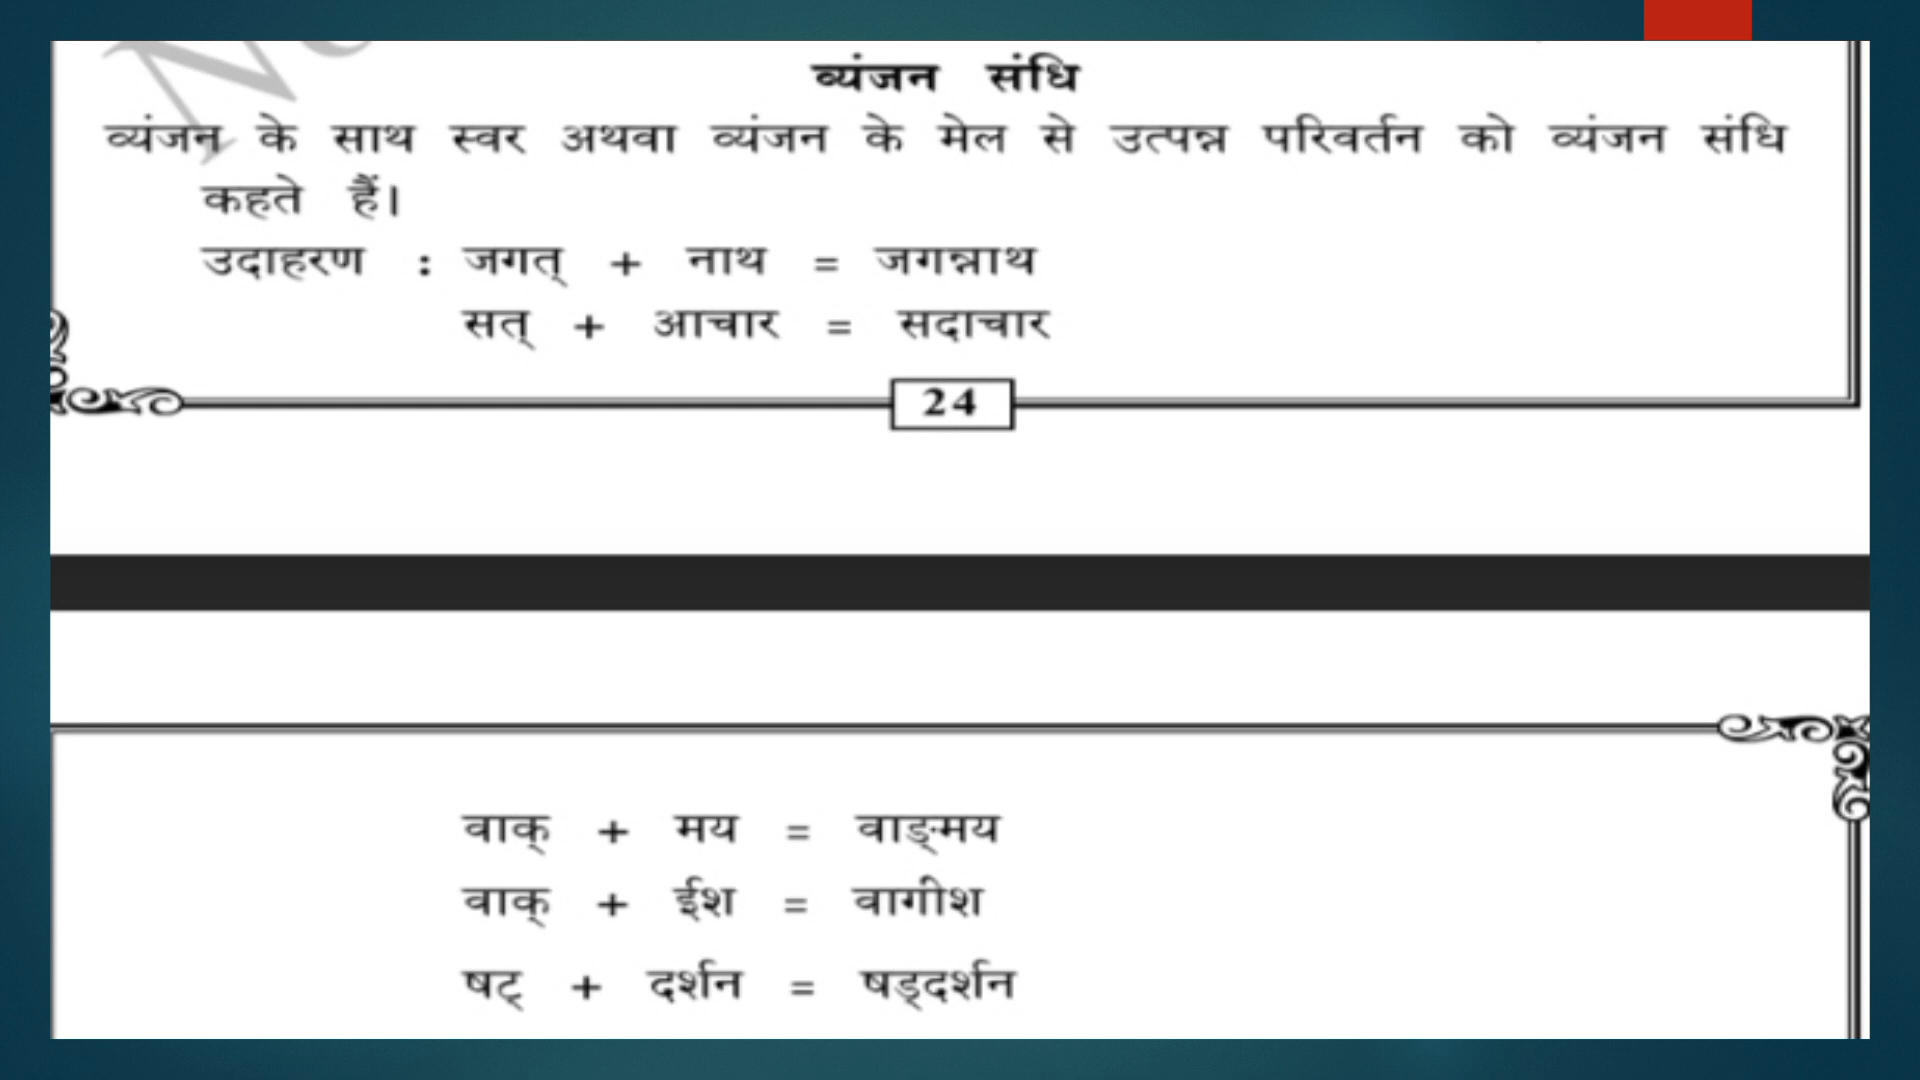 व्यंजन संधि
व्यंजन के साथ स्वर अथवा व्यंजन के मेल से उत्पन्न परिवर्तन को व्यंजन संधि
कहते हैं।
उदाहरण : जगत् + नाथ = जगन्नाथ
सत् + आचार = सदाचार
24
वाक् + मय = वाङ्मय
वाक् + ईश = वागीश
षट् + दर्शन = षड्दर्शन